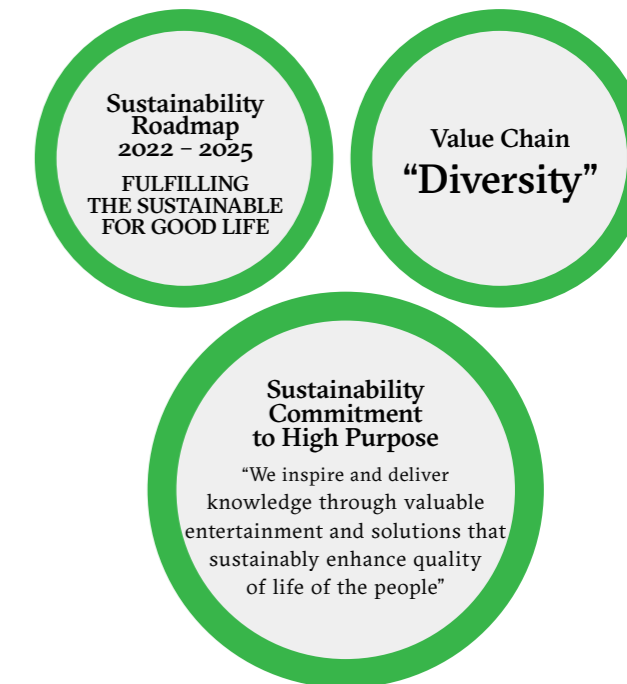 Sustainability
Roadmap
2022 – 2025
FULFILLING
THE SUSTAINABLE
FOR GOOD LIFE
Value Chain
“Diversity”
Sustainability
Commitment
to High Purpose
“We inspire and deliver
knowledge through valuable
entertainment and solutions that
sustainably enhance quality
of life of the people”